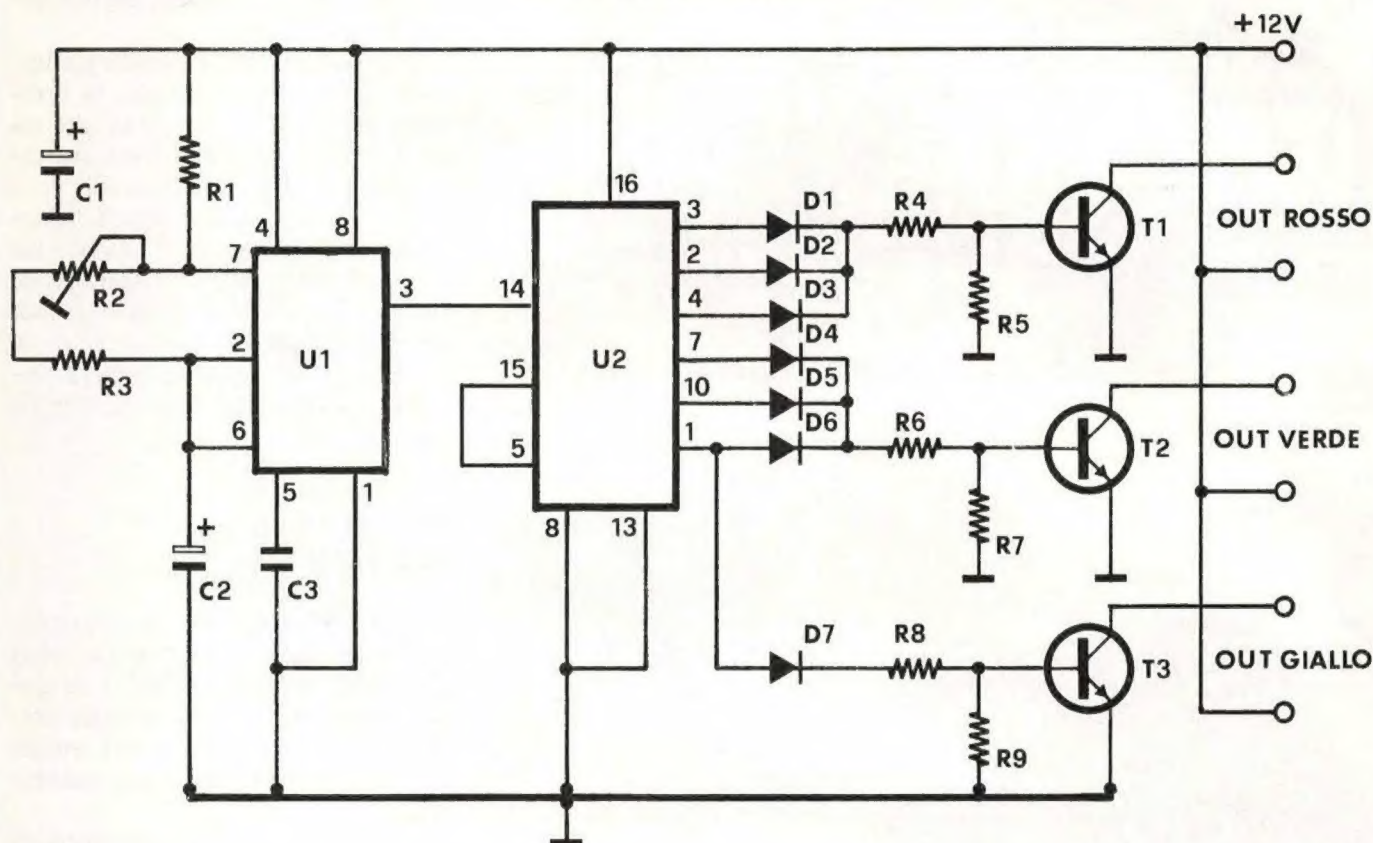 +12V
+
C1
R1
4
8
16
3
D1
R4
T1
OUT ROSSO
7
R2
3
14
2
D2
4
D3
R5
2
R3
U1
U2
7
D4
15
10
D5
6
5
1
D6
R6
T2
OUT VERDE
5
1
8
13
R7
+
C2
C3
D7
R8
T3
OUT GIALLO
R9